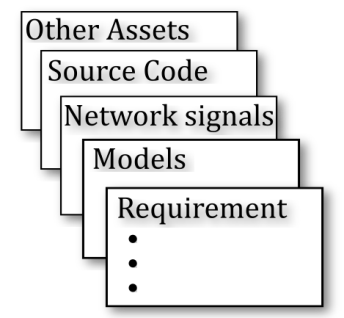 Other Assets
Source Code
Network signals
Models
Requirement
•
•
•